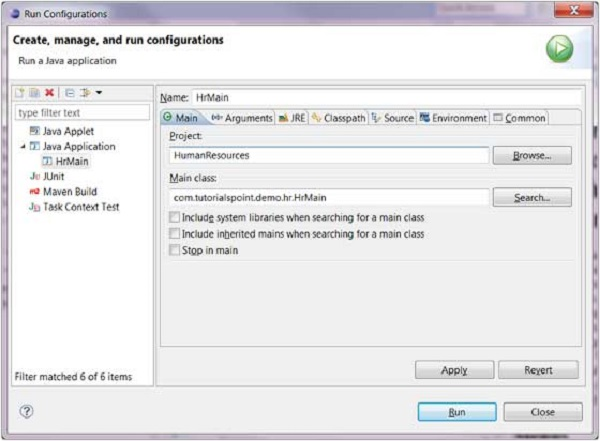 Run Configurations
Create, manage, and run configurations
Run a Java application
type filter text
Java Applet
Java Application
HrMain
JUnit
Maven Build
Task Context Test
Filter matched 6 of 6 items
Name: HrMain
Main (x)= Arguments JRE Classpath Source Environment Common
Project:
HumanResources Browse...
Main class:
com.tutorialspoint.demo.hr.HrMain Search...
Include system libraries when searching for a main class
Include inherited mains when searching for a main class
Stop in main
Apply Revert
Run Close